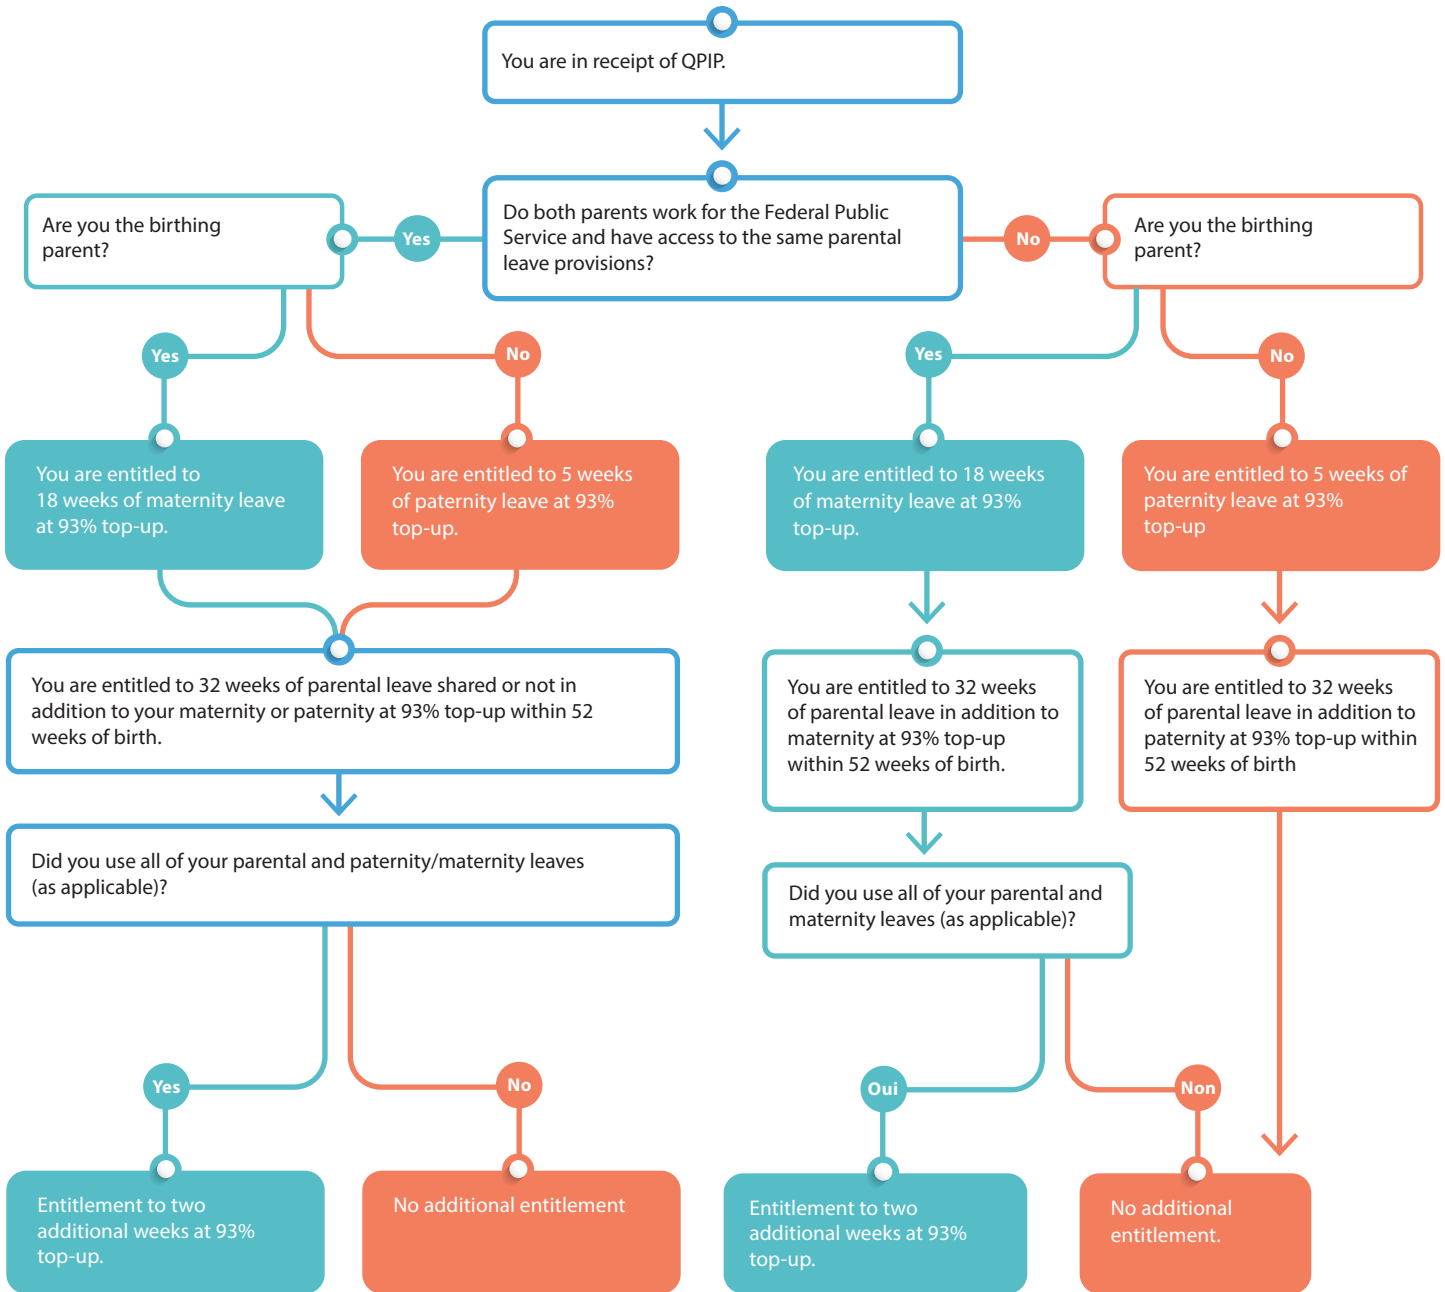 You are in receipt of QPIP.
Do both parents work for the Federal Public
Service and have access to the same parental
leave provisions?
Yes
No
Are you the birthing
parent?
Yes
No
You are entitled to
18 weeks of maternity leave
at 93% top-up.
You are entitled to 5 weeks
of paternity leave at 93%
top-up.
You are entitled to 32 weeks of parental leave shared or not in
addition to your maternity or paternity at 93% top-up within 52
weeks of birth.
Did you use all of your parental and paternity/maternity leaves
(as applicable)?
Yes
No
Entitlement to two
additional weeks at 93%
top-up.
No additional entitlement
Are you the birthing
parent?
Yes
No
You are entitled to 18 weeks
of maternity leave at 93%
top-up.
You are entitled to 5 weeks of
paternity leave at 93%
top-up
You are entitled to 32 weeks
of parental leave in addition to
maternity at 93% top-up
within 52 weeks of birth.
You are entitled to 32 weeks
of parental leave in addition to
paternity at 93% top-up within
52 weeks of birth
Did you use all of your parental and
maternity leaves (as applicable)?
Oui
Non
Entitlement to two
additional weeks at 93%
top-up.
No additional
entitlement.